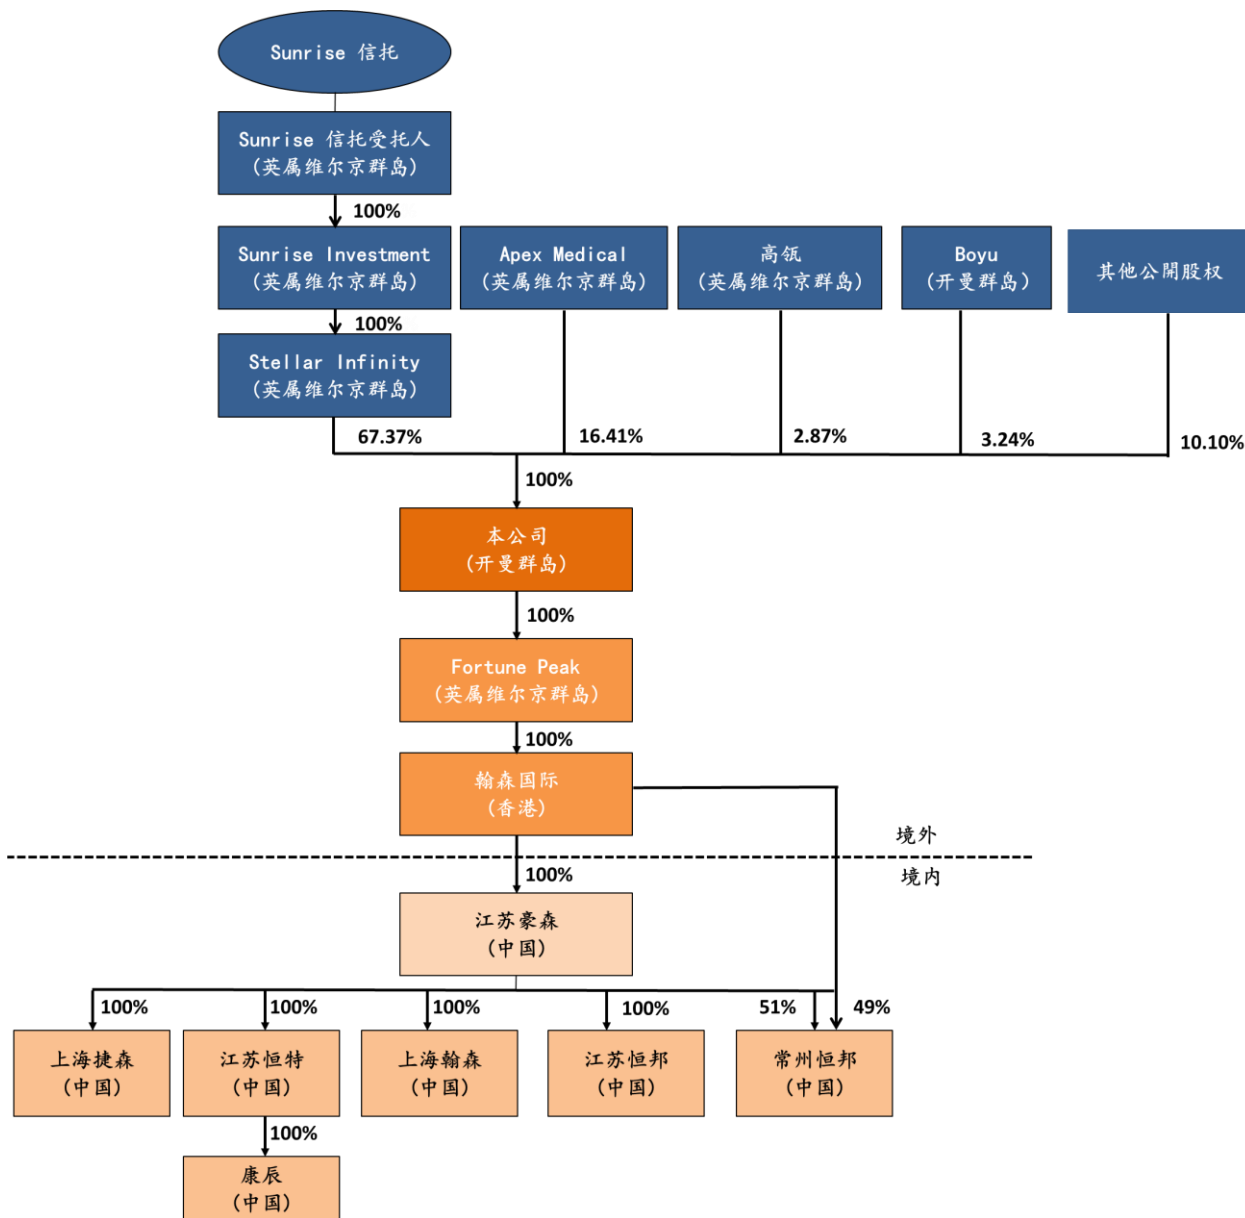 Sunrise 信托
Sunrise 信托受托人
(英属维尔京群岛)
100%
Sunrise Investment
(英属维尔京群岛)
Apex Medical
(英属维尔京群岛)
高瓴
(英属维尔京群岛)
Boyu
(开曼群岛)
其他公開股权
100%
Stellar Infinity
(英属维尔京群岛)
67.37%
16.41%
2.87%
3.24%
10.10%
100%
本公司
(开曼群岛)
100%
Fortune Peak
(英属维尔京群岛)
100%
翰森国际
(香港)
境外
境内
100%
江苏豪森
(中国)
100%
100%
100%
100%
51%
49%
上海捷森
(中国)
江苏恒特
(中国)
上海翰森
(中国)
江苏恒邦
(中国)
常州恒邦
(中国)
100%
康辰
(中国)